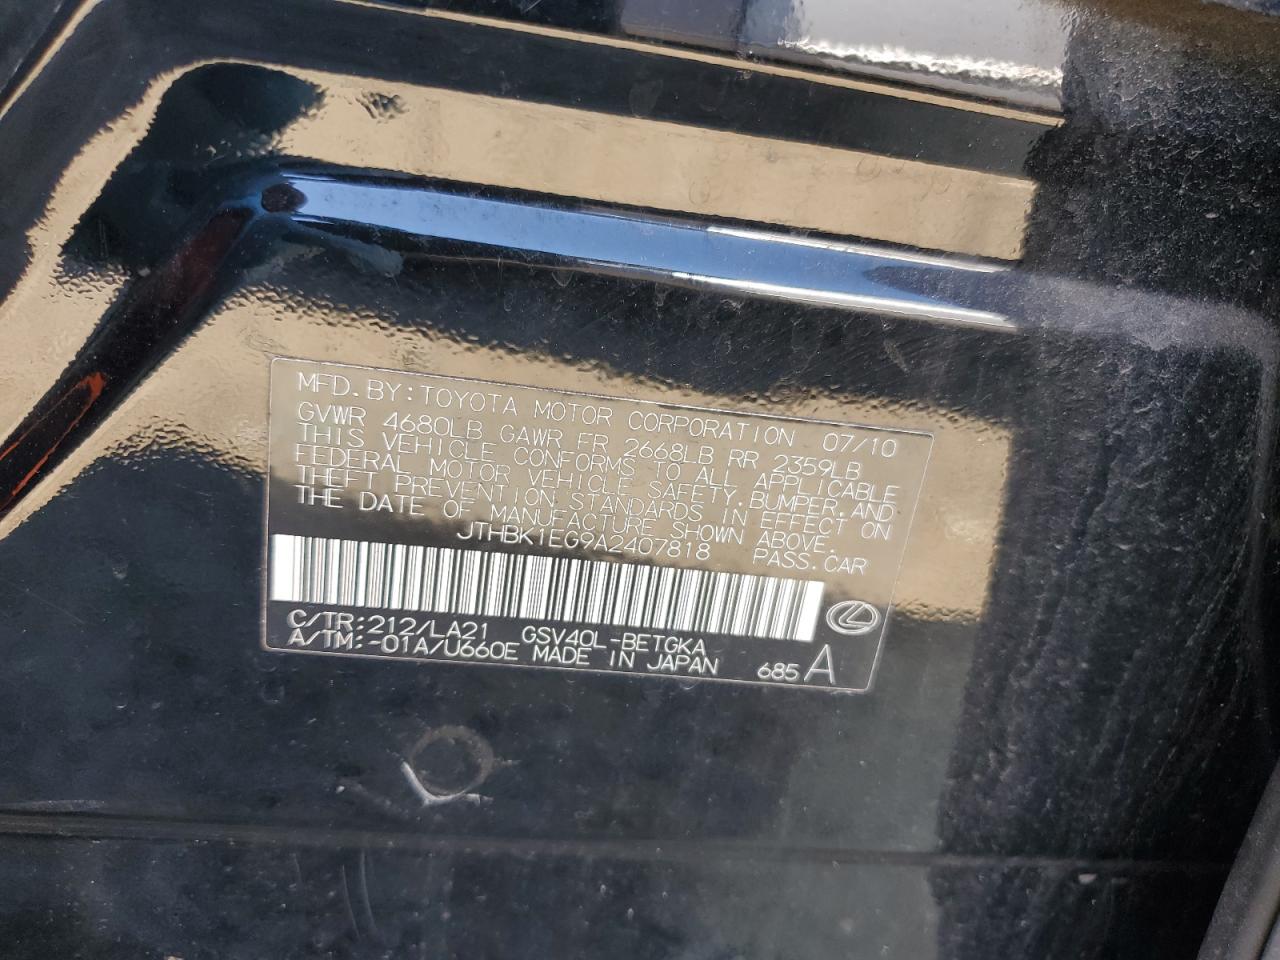 MFD.BY:TOYOTA MOTOR CORPORATION 07/10
GVWR 4680LB GAWR FR 2668LB RR 2359LB
THIS VEHICLE CONFORMS TO ALL APPLICABLE
FEDERAL MOTOR VEHICLE SAFETY,BUMPER,AND
THEFT PREVENTION STANDARDS IN EFFECT ON
THE DATE OF MANUFACTURE SHOWN ABOVE.
JTHBK1EG9A2407818 PASS.CAR
C/TR:212/LA21 GSV40L-BETGKA
A/TM:-01A/U660E MADE IN JAPAN 685 A